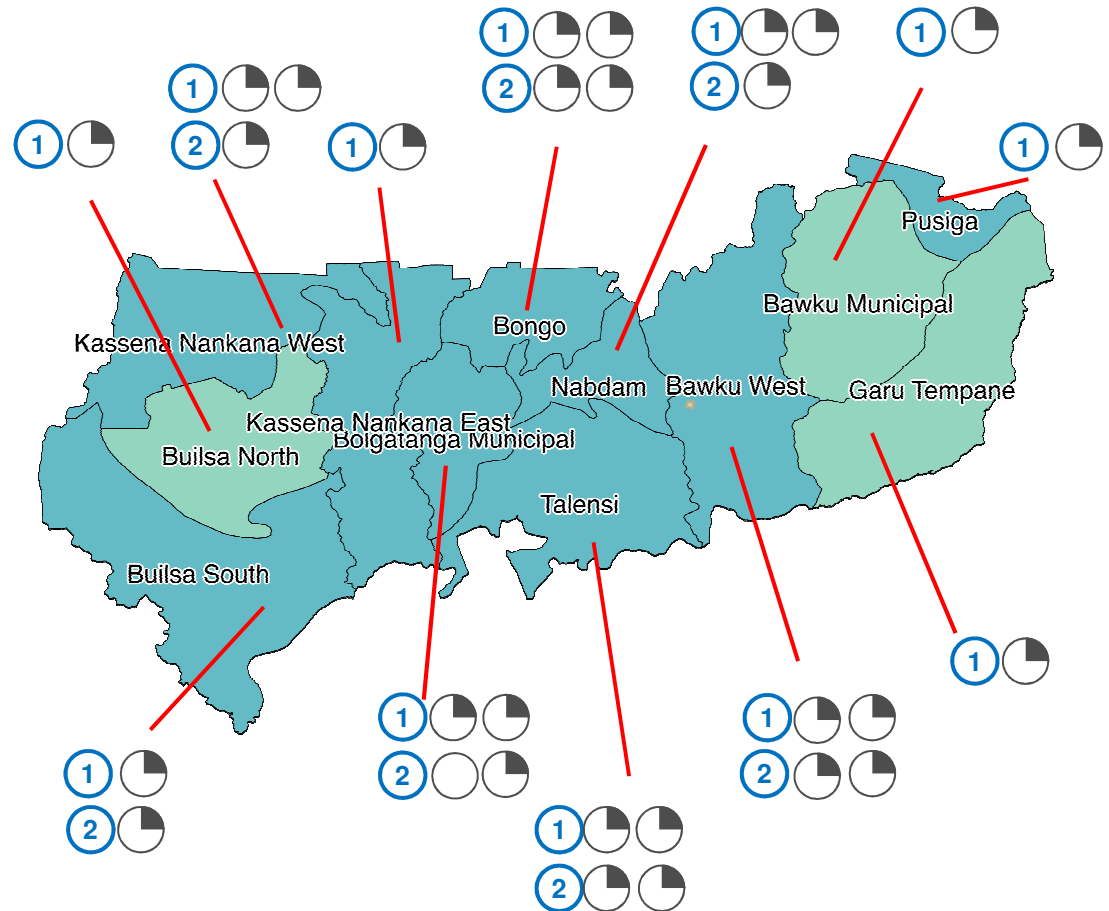 1
1
1
2
1
1
2
1
2
1
1
Pusiga
Bawku Municipal
Bongo
Kassena Nankana West
Nabdam
Bawku West
Garu Tempane
Kassena Nankana East
Bolgatanga Municipal
Builsa North
Talensi
Builsa South
1
1
2
1
2
1
2
1
2